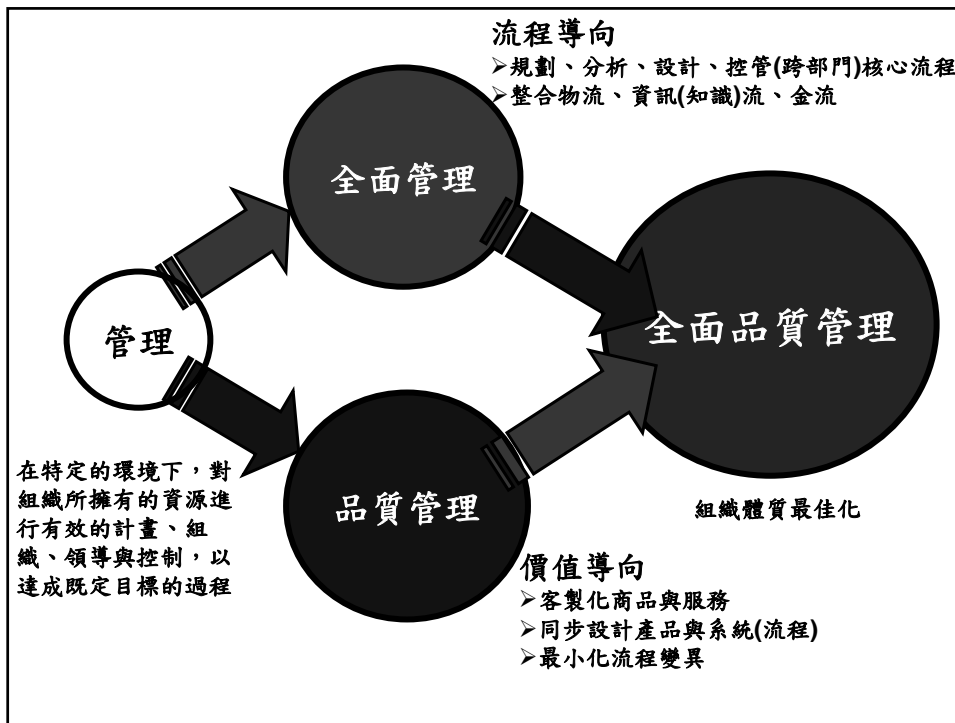 流程導向
➢規劃、分析、設計、控管(跨部門)核心流程
➢整合物流、資訊(知識)流、金流
全面管理
管理
全面品質管理
在特定的環境下，對
組織所擁有的資源進
行有效的計畫、組
織、領導與控制，以
達成既定目標的過程
品質管理
組織體質最佳化
價值導向
➢客製化商品與服務
➢同步設計產品與系統(流程)
➢最小化流程變異